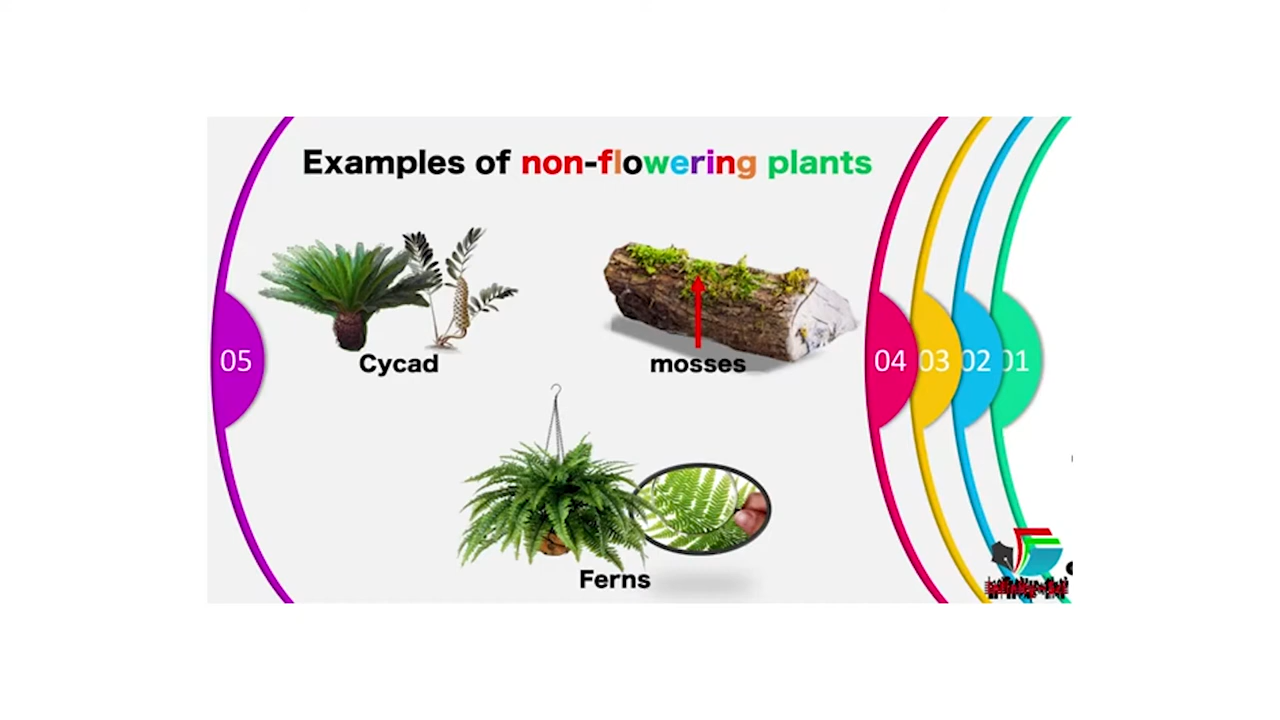 Examples of non-flowering plants
Cycad
mosses
05
04
03
02
01
Ferns